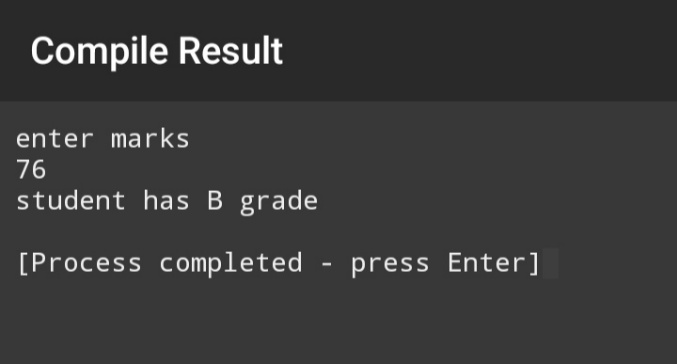 Compile Result
enter marks
76
student has B grade
[Process completed - press Enter]